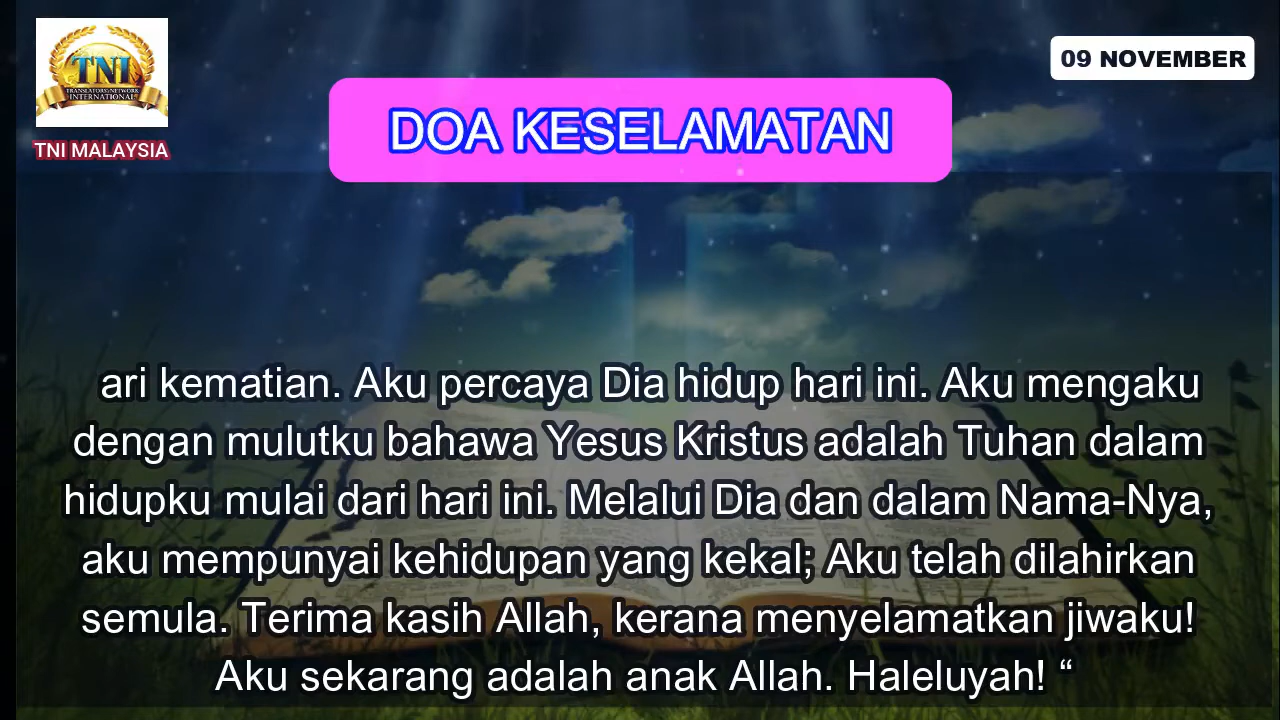 TNI
TRANSLATORS' NETWORK
INTERNATIONAL
TNI MALAYSIA
09 NOVEMBER
DOA KESELAMATAN
ari kematian. Aku percaya Dia hidup hari ini. Aku mengaku
dengan mulutku bahawa Yesus Kristus adalah Tuhan dalam
hidupku mulai dari hari ini. Melalui Dia dan dalam Nama-Nya,
aku mempunyai kehidupan yang kekal; Aku telah dilahirkan
semula. Terima kasih Allah, kerana menyelamatkan jiwaku!
Aku sekarang adalah anak Allah. Haleluyah! “